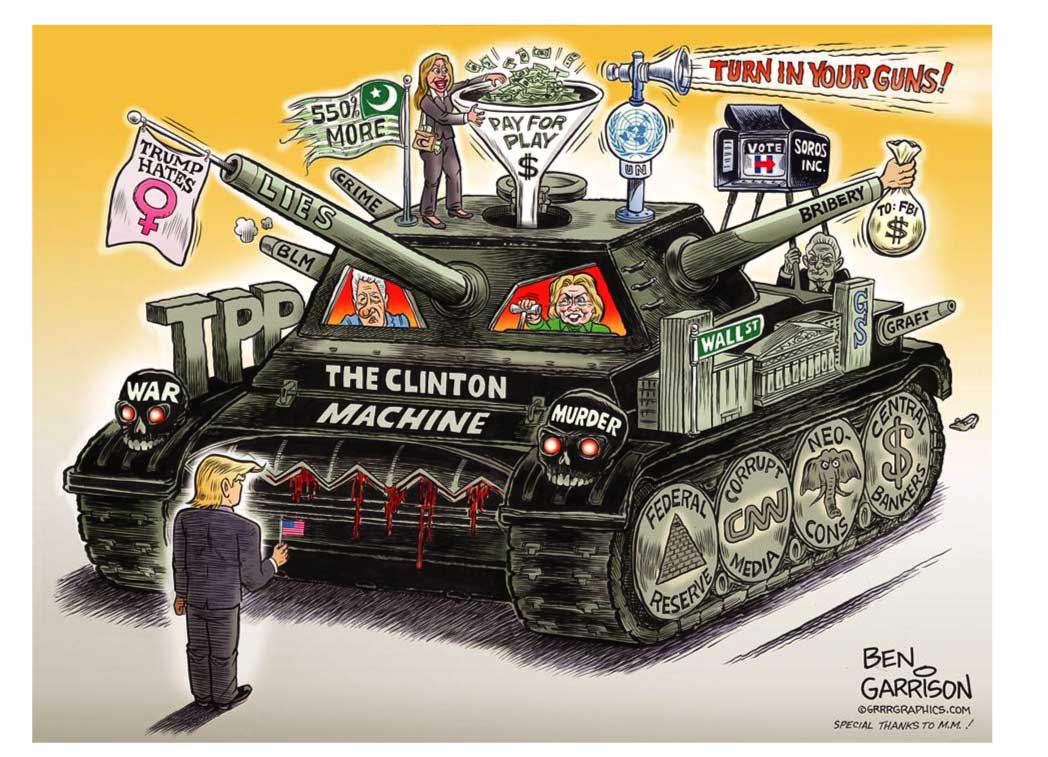 TURN IN YOUR GUNS!
550%
MORE
PAY FOR
PLAY
$
UN
VOTE
H
SOROS
INC.
TRUMP
HATES
LIES
CRIME
BLM
BRIBERY
TO: FBI
$
TPP
WALL ST
GS
GRAFT
THE CLINTON
MACHINE
WAR
MURDER
FEDERAL
RESERVE
CORRUPT
CNN
MEDIA
NEO-
CONS
CENTRAL
$
BANKERS
BEN
GARRISON
©GRRRGRAPHICS.COM
SPECIAL THANKS TO M.M. !